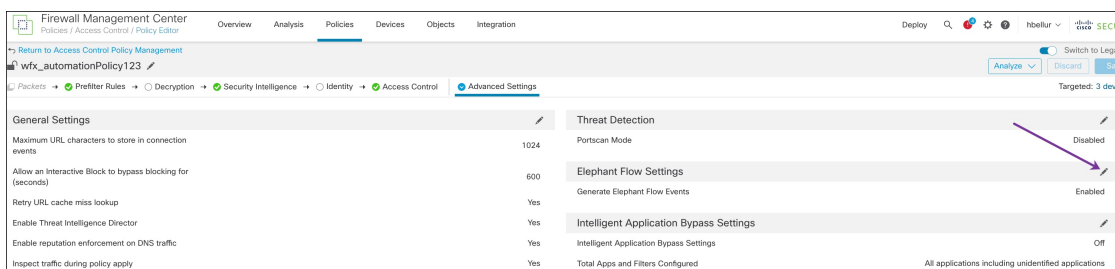 Firewall Management Center
Policies / Access Control / Policy Editor
Overview Analysis Policies Devices Objects Integration
Deploy 4 hbellur cisco SECU
Return to Access Control Policy Management
Switch to Lega
wfx_automationPolicy123
Analyze Discard Sa
Packets → Prefilter Rules → Decryption → Security Intelligence → Identity → Access Control Advanced Settings
Targeted: 3 dev
General Settings
Maximum URL characters to store in connection
events
1024
Allow an Interactive Block to bypass blocking for
(seconds)
600
Retry URL cache miss lookup Yes
Enable Threat Intelligence Director Yes
Enable reputation enforcement on DNS traffic Yes
Inspect traffic during policy apply Yes
Threat Detection
Portscan Mode Disabled
Elephant Flow Settings
Generate Elephant Flow Events Enabled
Intelligent Application Bypass Settings
Intelligent Application Bypass Settings Off
Total Apps and Filters Configured All applications including unidentified applications